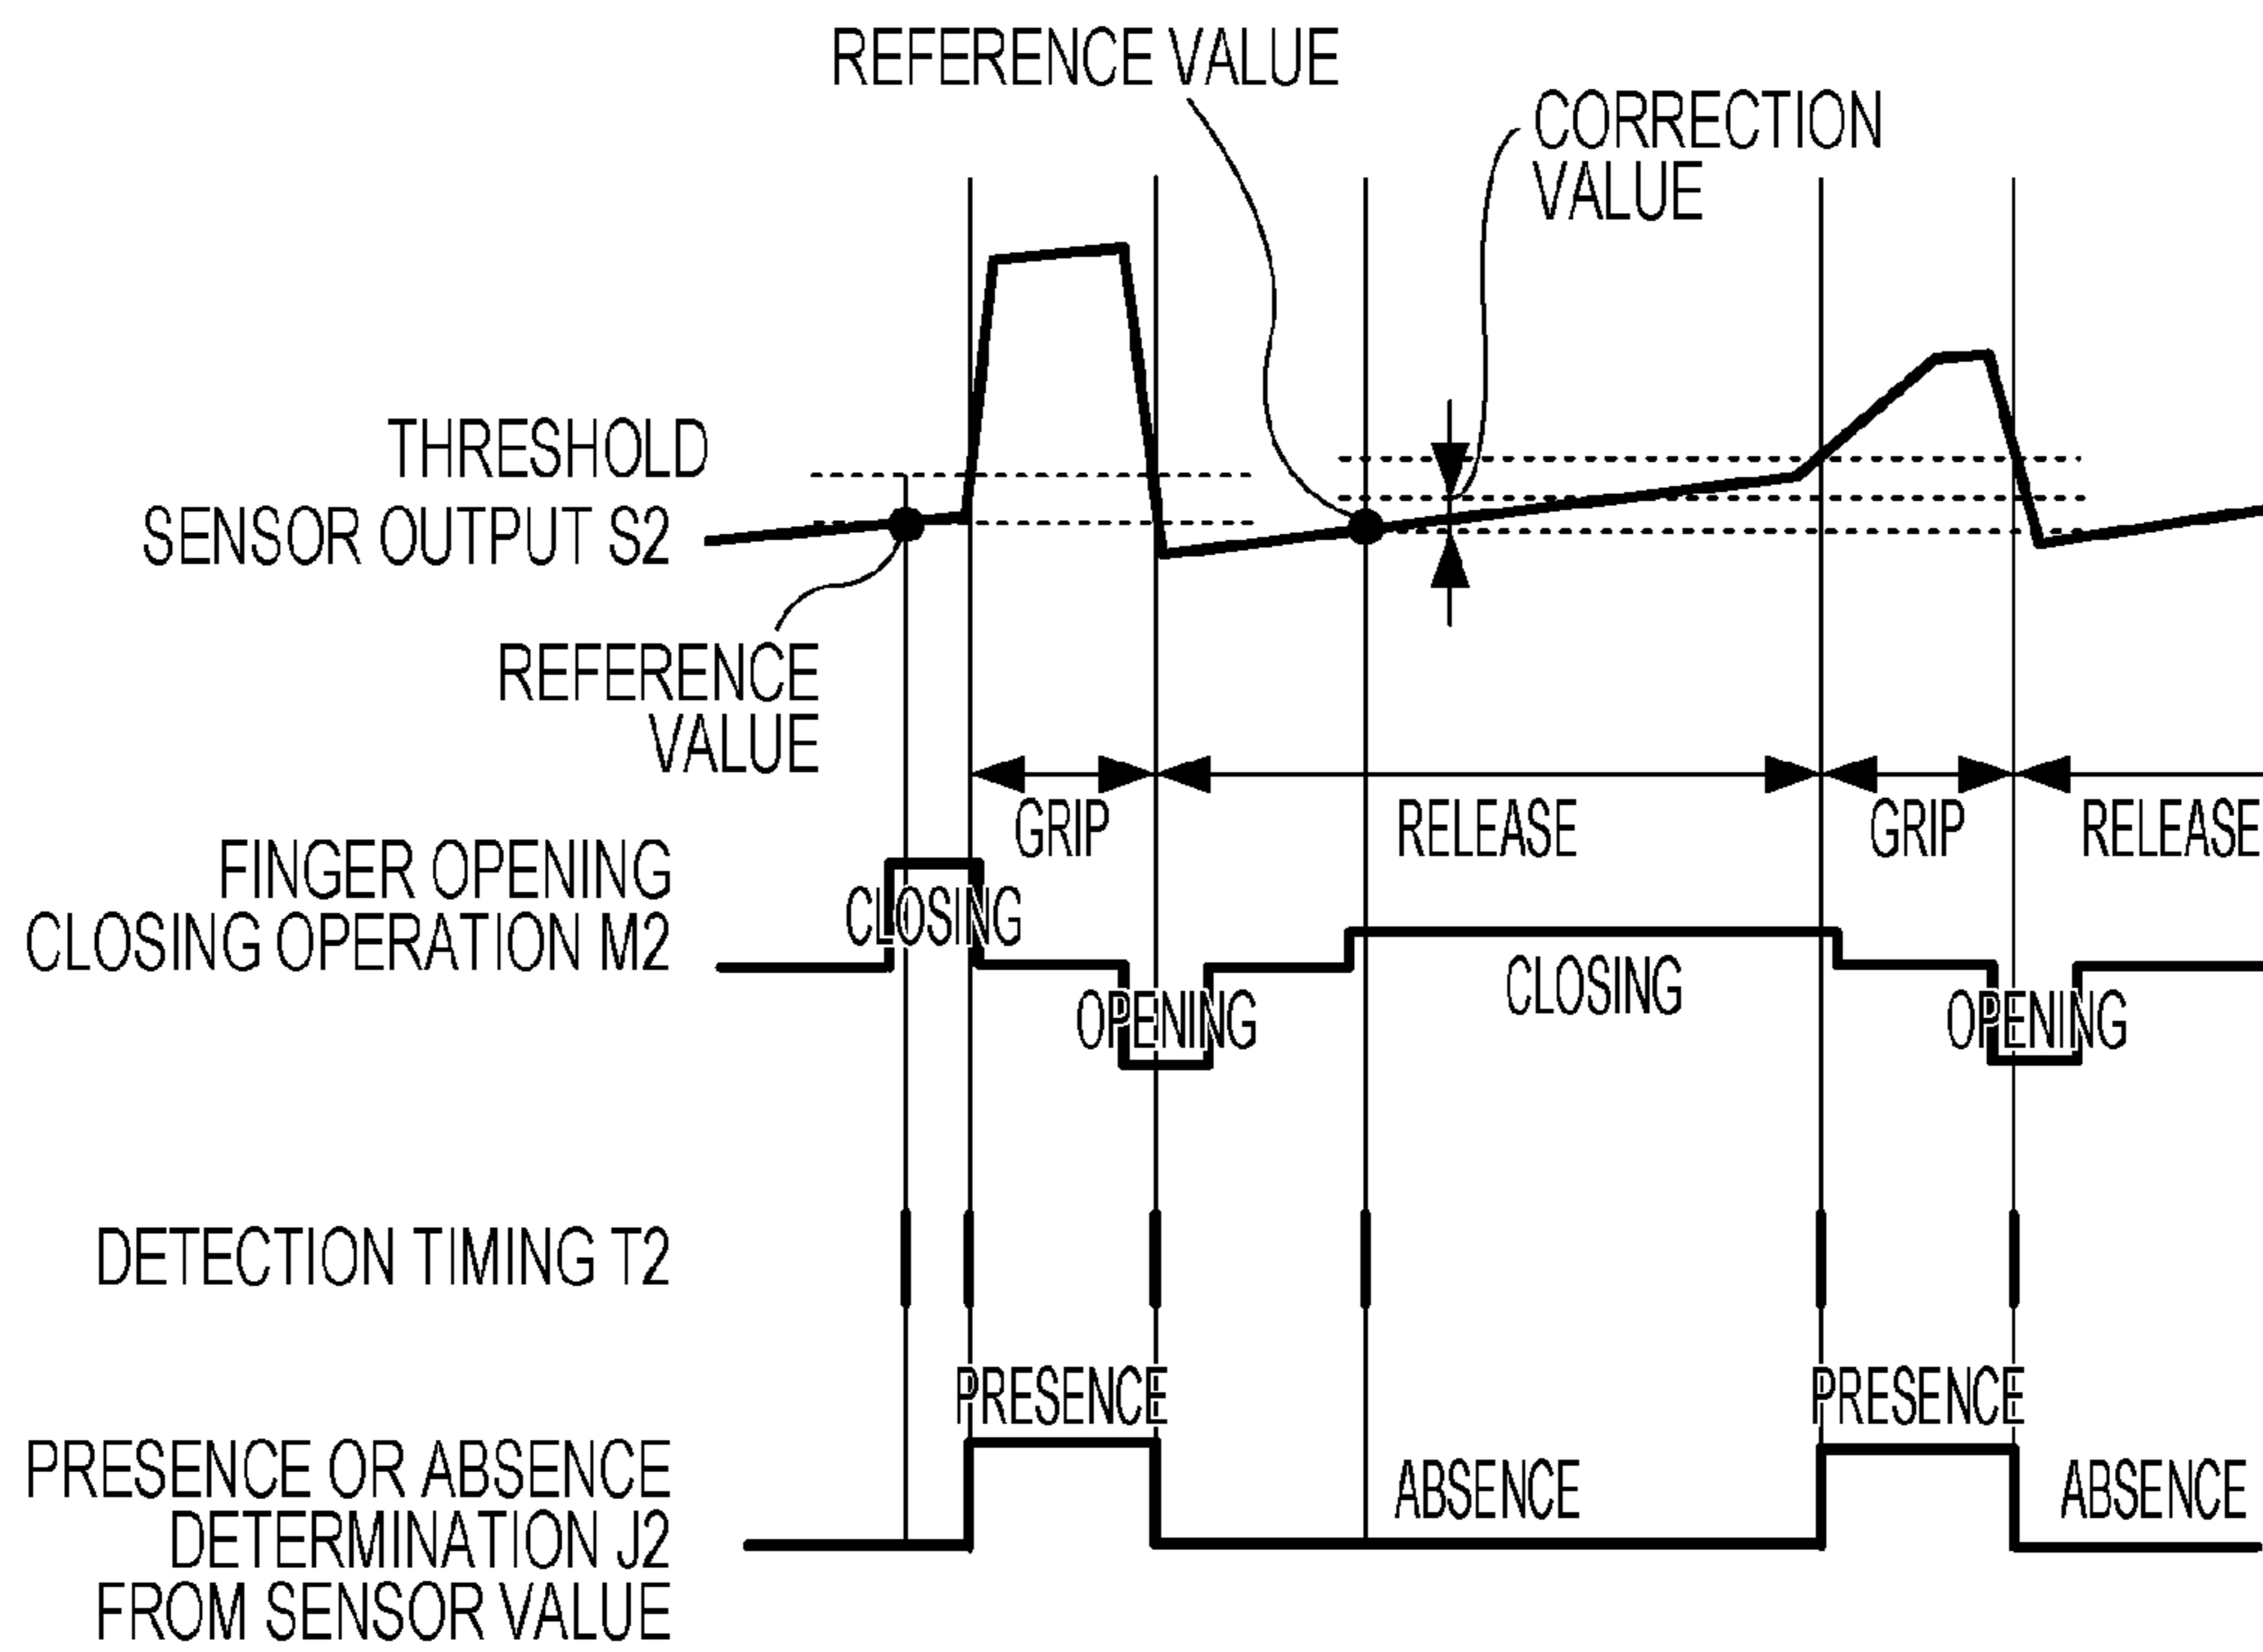 REFERENCE VALUE
CORRECTION
VALUE
THRESHOLD
SENSOR OUTPUT S2
REFERENCE
VALUE
GRIP
RELEASE
GRIP
RELEASE
FINGER OPENING
CLOSING OPERATION M2
CLOSING
OPENING
CLOSING
OPENING
DETECTION TIMING T2
PRESENCE
PRESENCE
PRESENCE OR ABSENCE
DETERMINATION J2
FROM SENSOR VALUE
ABSENCE
ABSENCE